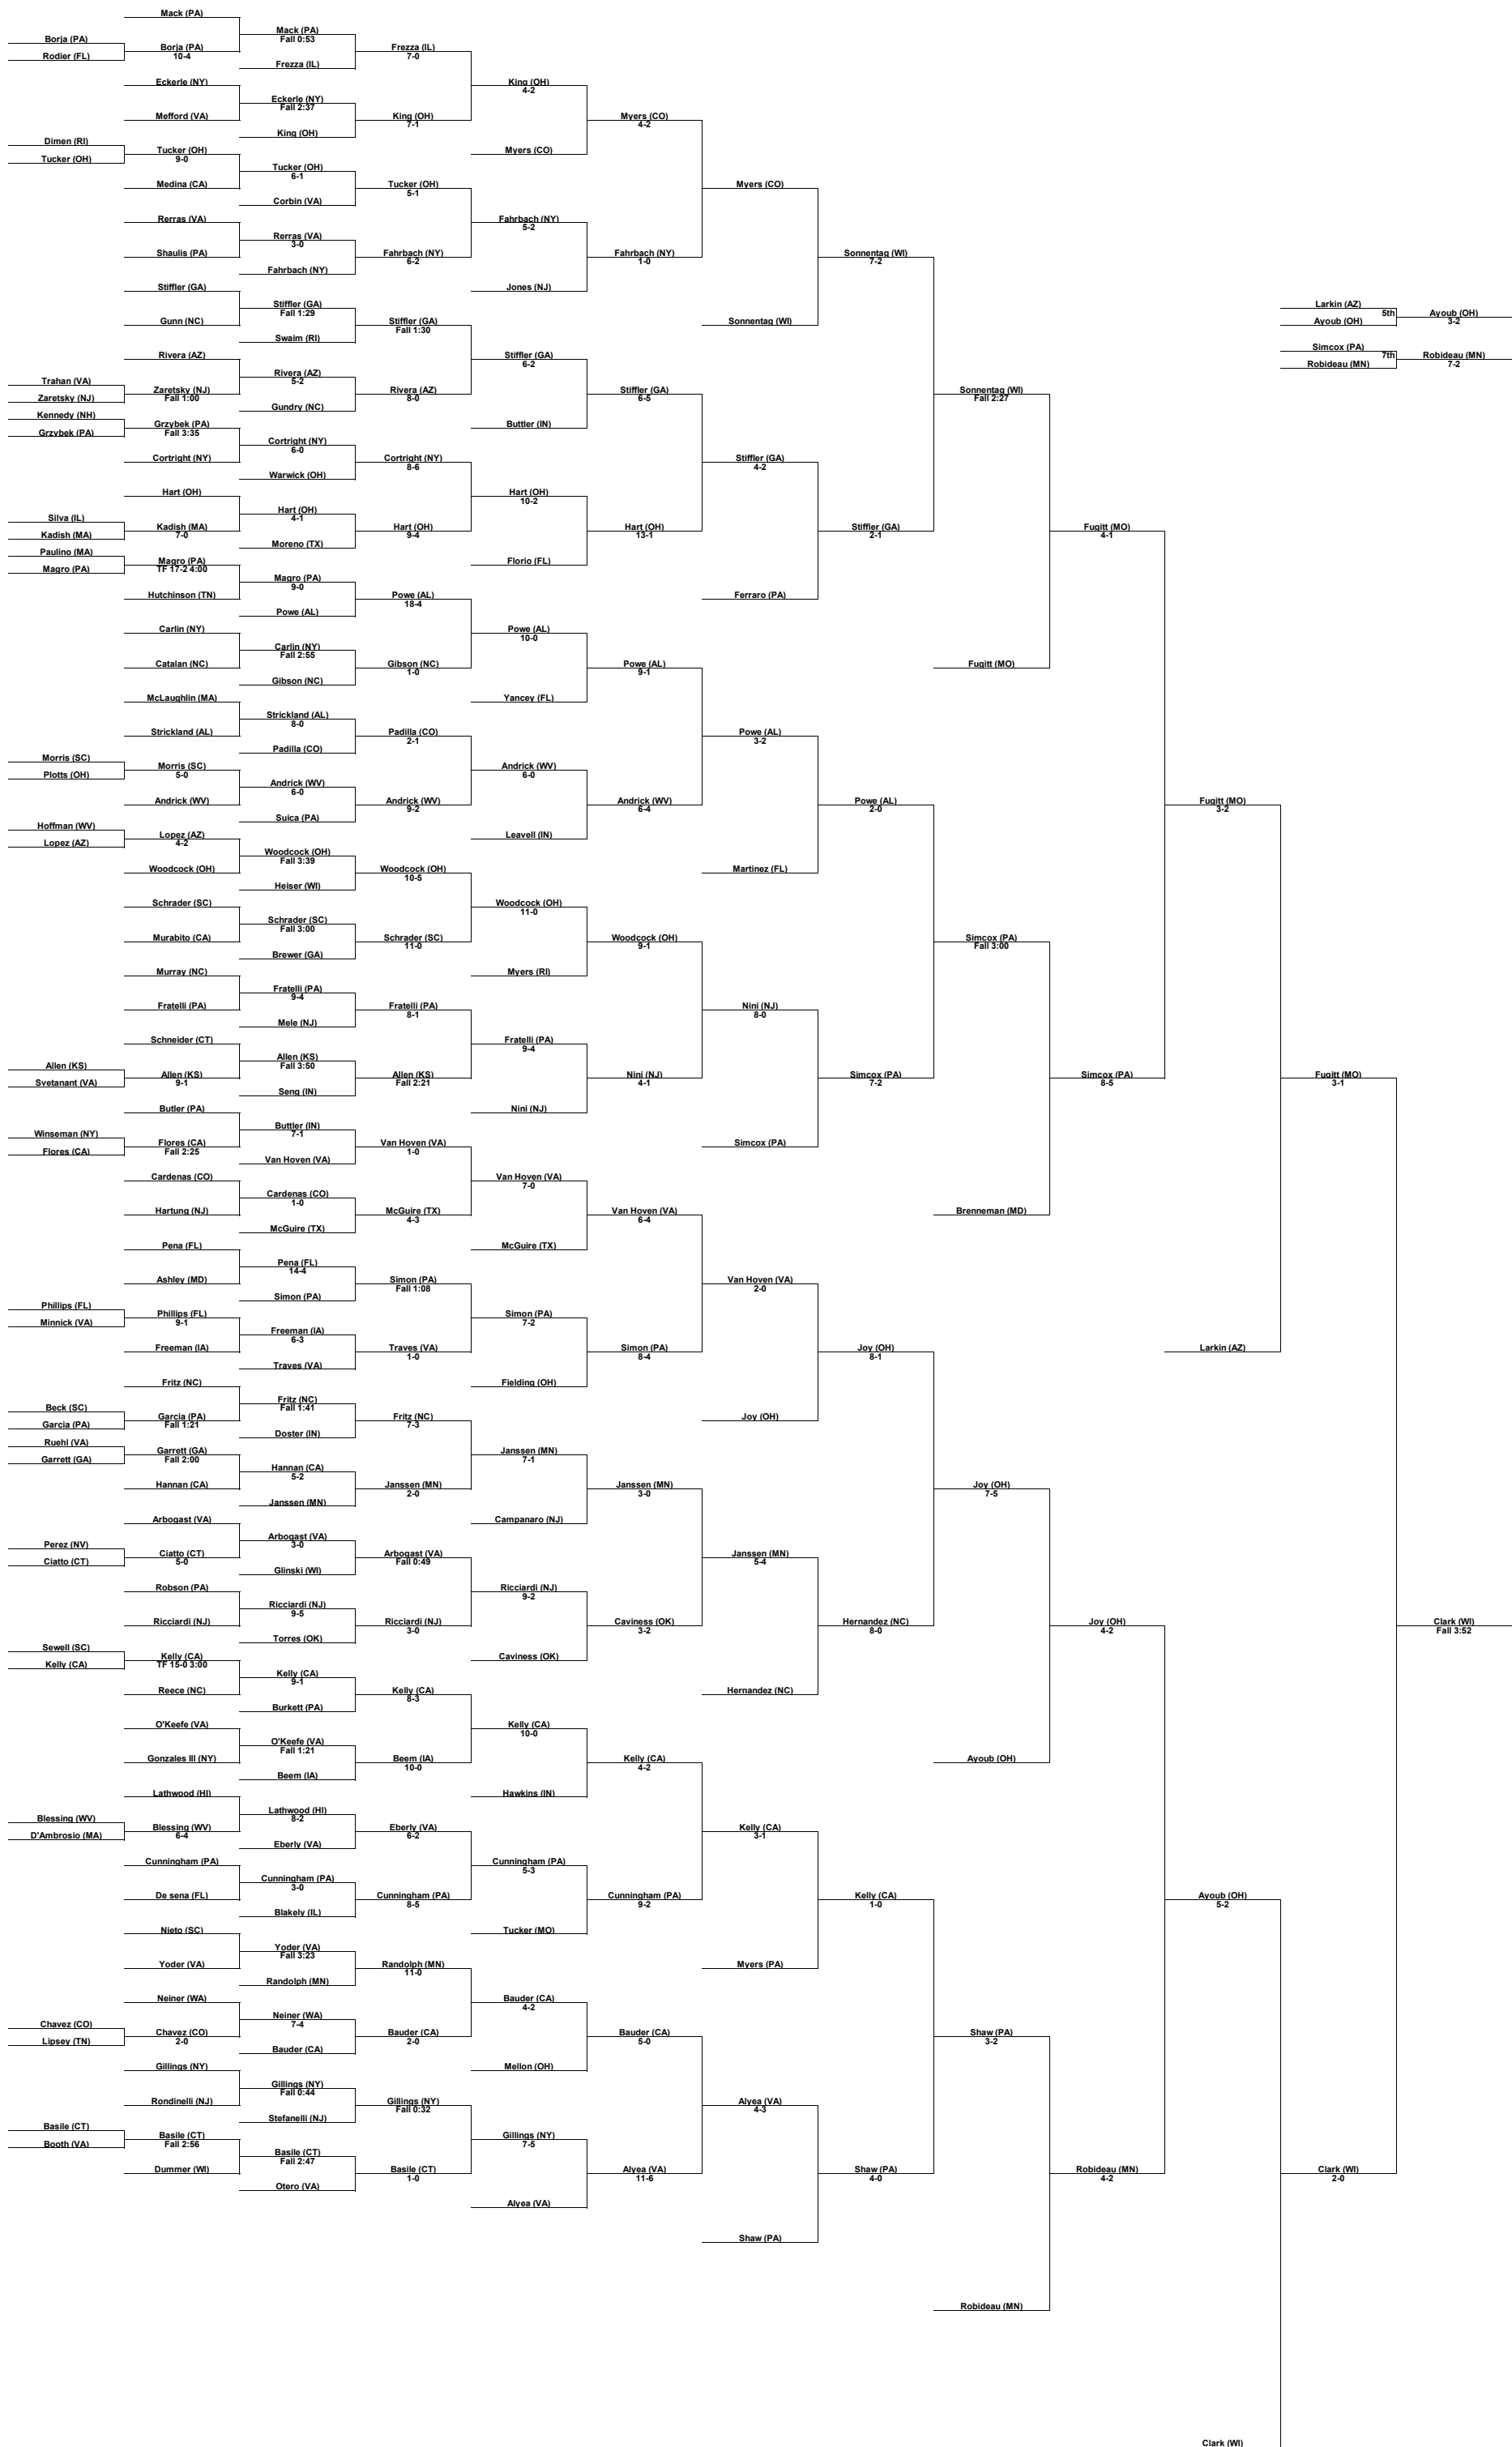 Mack (PA)
Mack (PA)
Fall 0:53
Borja (PA)
Rodier (FL)
Borja (PA)
10-4
Frezza (IL)
7-0
Frezza (IL)
Eckerle (NY)
King (OH)
4-2
Eckerle (NY)
Fall 2:37
Mefford (VA)
King (OH)
7-1
Myers (CO)
4-2
King (OH)
Dimen (RI)
Tucker (OH)
Tucker (OH)
9-0
Myers (CO)
Tucker (OH)
6-1
Medina (CA)
Tucker (OH)
5-1
Myers (CO)
Corbin (VA)
Rerras (VA)
Fahrbach (NY)
5-2
Rerras (VA)
3-0
Shaulis (PA)
Fahrbach (NY)
6-2
Fahrbach (NY)
1-0
Sonnentag (WI)
7-2
Fahrbach (NY)
Stiffler (GA)
Jones (NJ)
Stiffler (GA)
Fall 1:29
Larkin (AZ)
5th
Ayoub (OH)
3-2
Gunn (NC)
Stiffler (GA)
Fall 1:30
Sonnentag (WI)
Ayoub (OH)
Swaim (RI)
Simcox (PA)
7th
Robideau (MN)
7-2
Robideau (MN)
Rivera (AZ)
Stiffler (GA)
6-2
Rivera (AZ)
5-2
Trahan (VA)
Zaretsky (NJ)
Zaretsky (NJ)
Fall 1:00
Rivera (AZ)
8-0
Stiffler (GA)
6-5
Sonnentag (WI)
Fall 2:27
Gundry (NC)
Kennedy (NH)
Grzybek (PA)
Grzybek (PA)
Fall 3:35
Buttler (IN)
Cortright (NY)
6-0
Cortright (NY)
Cortright (NY)
8-6
Stiffler (GA)
4-2
Warwick (OH)
Hart (OH)
Hart (OH)
10-2
Hart (OH)
4-1
Silva (IL)
Kadish (MA)
Kadish (MA)
7-0
Hart (OH)
9-4
Hart (OH)
13-1
Stiffler (GA)
2-1
Fugitt (MO)
4-1
Moreno (TX)
Paulino (MA)
Magro (PA)
Magro (PA)
TF 17-2 4:00
Florio (FL)
Magro (PA)
9-0
Hutchinson (TN)
Powe (AL)
18-4
Ferraro (PA)
Powe (AL)
Carlin (NY)
Powe (AL)
10-0
Carlin (NY)
Fall 2:55
Catalan (NC)
Gibson (NC)
1-0
Powe (AL)
9-1
Fugitt (MO)
Gibson (NC)
McLaughlin (MA)
Yancey (FL)
Strickland (AL)
8-0
Strickland (AL)
Padilla (CO)
2-1
Powe (AL)
3-2
Padilla (CO)
Morris (SC)
Plotts (OH)
Morris (SC)
5-0
Andrick (WV)
6-0
Andrick (WV)
6-0
Andrick (WV)
Andrick (WV)
9-2
Andrick (WV)
6-4
Powe (AL)
2-0
Fugitt (MO)
3-2
Suica (PA)
Hoffman (WV)
Lopez (AZ)
Lopez (AZ)
4-2
Leavell (IN)
Woodcock (OH)
Fall 3:39
Woodcock (OH)
Woodcock (OH)
10-5
Martinez (FL)
Heiser (WI)
Schrader (SC)
Woodcock (OH)
11-0
Schrader (SC)
Fall 3:00
Murabito (CA)
Schrader (SC)
11-0
Woodcock (OH)
9-1
Simcox (PA)
Fall 3:00
Brewer (GA)
Murray (NC)
Myers (RI)
Fratelli (PA)
9-4
Fratelli (PA)
Fratelli (PA)
8-1
Nini (NJ)
8-0
Mele (NJ)
Schneider (CT)
Fratelli (PA)
9-4
Allen (KS)
Fall 3:50
Allen (KS)
Svetanant (VA)
Allen (KS)
9-1
Allen (KS)
Fall 2:21
Nini (NJ)
4-1
Simcox (PA)
7-2
Simcox (PA)
8-5
Fugitt (MO)
3-1
Seng (IN)
Butler (PA)
Nini (NJ)
Buttler (IN)
7-1
Winseman (NY)
Flores (CA)
Flores (CA)
Fall 2:25
Van Hoven (VA)
1-0
Simcox (PA)
Van Hoven (VA)
Cardenas (CO)
Van Hoven (VA)
7-0
Cardenas (CO)
1-0
Hartung (NJ)
McGuire (TX)
4-3
Van Hoven (VA)
6-4
Brenneman (MD)
McGuire (TX)
Pena (FL)
McGuire (TX)
Pena (FL)
14-4
Ashley (MD)
Simon (PA)
Fall 1:08
Van Hoven (VA)
2-0
Simon (PA)
Phillips (FL)
Minnick (VA)
Phillips (FL)
9-1
Simon (PA)
7-2
Freeman (IA)
6-3
Freeman (IA)
Traves (VA)
1-0
Simon (PA)
8-4
Joy (OH)
8-1
Larkin (AZ)
Traves (VA)
Fritz (NC)
Fielding (OH)
Fritz (NC)
Fall 1:41
Beck (SC)
Garcia (PA)
Garcia (PA)
Fall 1:21
Fritz (NC)
7-3
Joy (OH)
Doster (IN)
Ruehl (VA)
Garrett (GA)
Garrett (GA)
Fall 2:00
Janssen (MN)
7-1
Hannan (CA)
5-2
Hannan (CA)
Janssen (MN)
2-0
Janssen (MN)
3-0
Joy (OH)
7-5
Janssen (MN)
Arbogast (VA)
Campanaro (NJ)
Arbogast (VA)
3-0
Perez (NV)
Ciatto (CT)
Ciatto (CT)
5-0
Arbogast (VA)
Fall 0:49
Janssen (MN)
5-4
Glinski (WI)
Robson (PA)
Ricciardi (NJ)
9-2
Ricciardi (NJ)
9-5
Ricciardi (NJ)
Ricciardi (NJ)
3-0
Caviness (OK)
3-2
Hernandez (NC)
8-0
Joy (OH)
4-2
Clark (WI)
Fall 3:52
Torres (OK)
Sewell (SC)
Kelly (CA)
Kelly (CA)
TF 15-0 3:00
Caviness (OK)
Kelly (CA)
9-1
Reece (NC)
Kelly (CA)
8-3
Hernandez (NC)
Burkett (PA)
O'Keefe (VA)
Kelly (CA)
10-0
O'Keefe (VA)
Fall 1:21
Gonzales III (NY)
Beem (IA)
10-0
Kelly (CA)
4-2
Ayoub (OH)
Beem (IA)
Lathwood (HI)
Hawkins (IN)
Lathwood (HI)
8-2
Blessing (WV)
D'Ambrosio (MA)
Blessing (WV)
6-4
Eberly (VA)
6-2
Kelly (CA)
3-1
Eberly (VA)
Cunningham (PA)
Cunningham (PA)
5-3
Cunningham (PA)
3-0
De sena (FL)
Cunningham (PA)
8-5
Cunningham (PA)
9-2
Kelly (CA)
1-0
Ayoub (OH)
5-2
Blakely (IL)
Nieto (SC)
Tucker (MO)
Yoder (VA)
Fall 3:23
Yoder (VA)
Randolph (MN)
11-0
Myers (PA)
Randolph (MN)
Neiner (WA)
Bauder (CA)
4-2
Neiner (WA)
7-4
Chavez (CO)
Lipsey (TN)
Chavez (CO)
2-0
Bauder (CA)
2-0
Bauder (CA)
5-0
Shaw (PA)
3-2
Bauder (CA)
Gillings (NY)
Mellon (OH)
Gillings (NY)
Fall 0:44
Rondinelli (NJ)
Gillings (NY)
Fall 0:32
Alyea (VA)
4-3
Stefanelli (NJ)
Basile (CT)
Booth (VA)
Basile (CT)
Fall 2:56
Gillings (NY)
7-5
Basile (CT)
Fall 2:47
Dummer (WI)
Basile (CT)
1-0
Alyea (VA)
11-6
Shaw (PA)
4-0
Robideau (MN)
4-2
Clark (WI)
2-0
Otero (VA)
Alyea (VA)
Shaw (PA)
Robideau (MN)
Clark (WI)